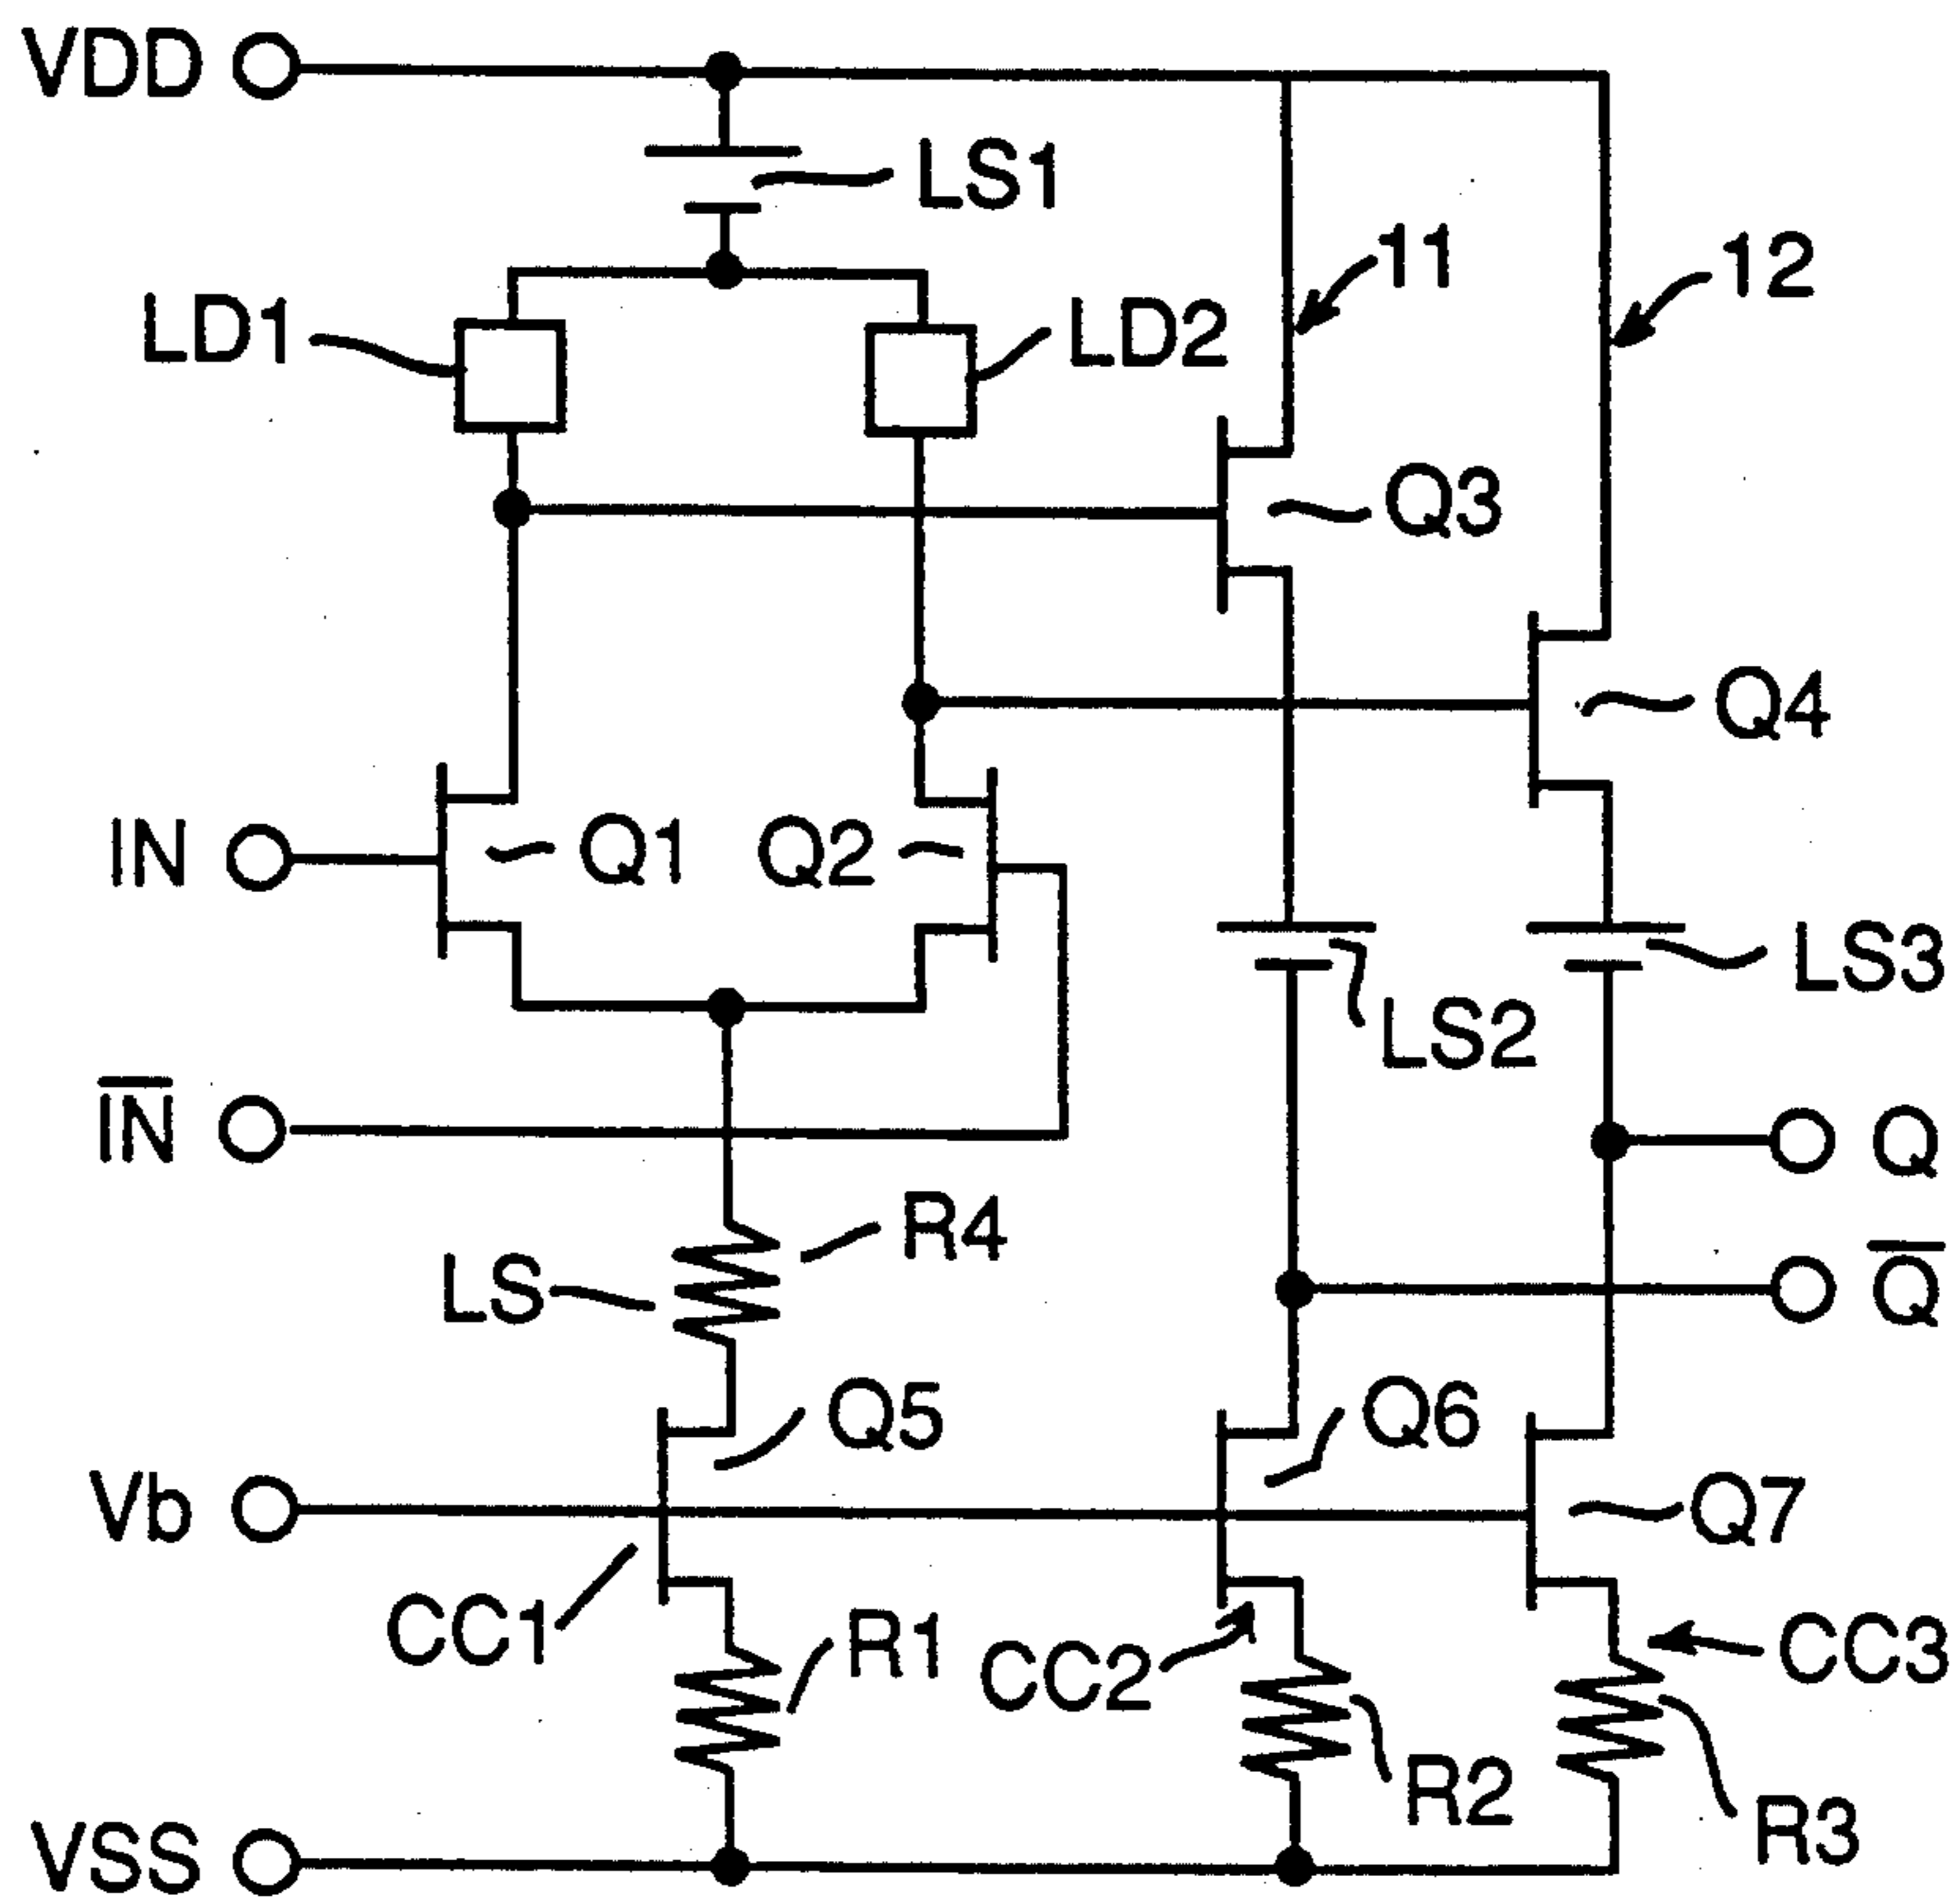 VDD
LS1
11
12
LD1
LD2
Q3
Q4
IN
Q1
Q2
LS3
LS2
I̅N̅
Q
R4
LS
Q̅
Q5
Q6
Vb
Q7
CC1
R1
CC2
CC3
R2
R3
VSS